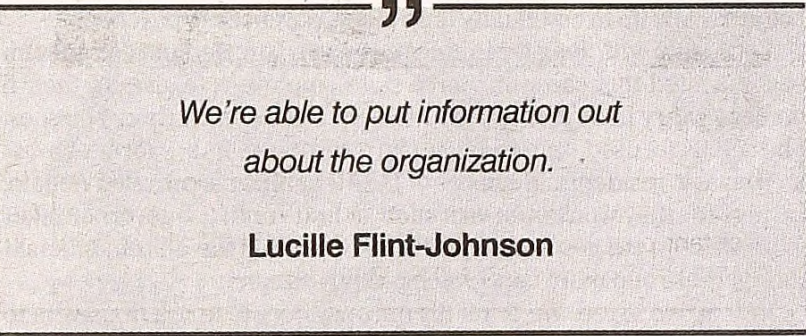 ”
We're able to put information out
about the organization.
Lucille Flint-Johnson